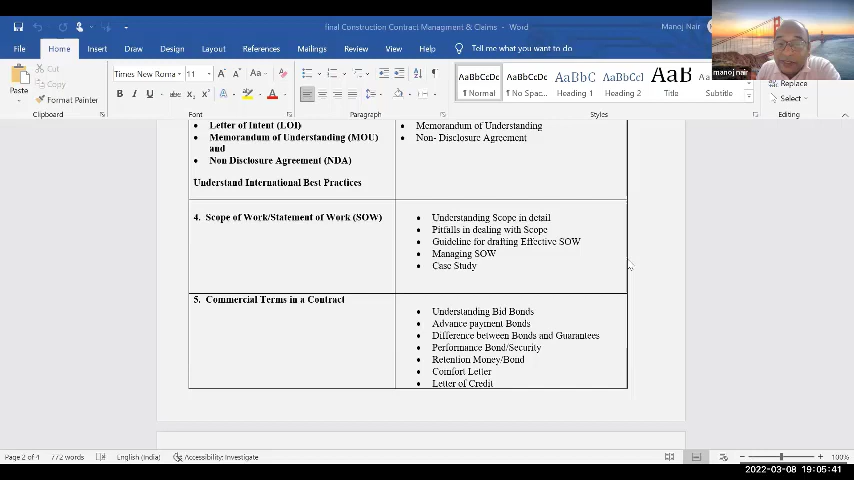 final Construction Contract Managment & Claims - Word
Manoj Nair
File Home Insert Draw Design Layout References Mailings Review View Help Tell me what you want to do
manoj nair
Paste
Cut
Copy
Format Painter
Clipboard
Times New Roma 11
Font
Paragraph
AaBbCcDc AaBbCcDc AaBbC AaBbCcl AaB AaBbCcD
¶ Normal ¶ No Spac... Heading 1 Heading 2 Title Subtitle
Styles
Replace
Select
Editing
• Letter of Intent (LOI)
• Memorandum of Understanding (MOU)
and
• Non Disclosure Agreement (NDA)
Understand International Best Practices
• Memorandum of Understanding
• Non- Disclosure Agreement
4. Scope of Work/Statement of Work (SOW)
• Understanding Scope in detail
• Pitfalls in dealing with Scope
• Guideline for drafting Effective SOW
• Managing SOW
• Case Study
5. Commercial Terms in a Contract
• Understanding Bid Bonds
• Advance payment Bonds
• Difference between Bonds and Guarantees
• Performance Bond/Security
• Retention Money/Bond
• Comfort Letter
• Letter of Credit
Page 2 of 4 772 words English (India) Accessibility: Investigate 100%
2022-03-08 19:05:41